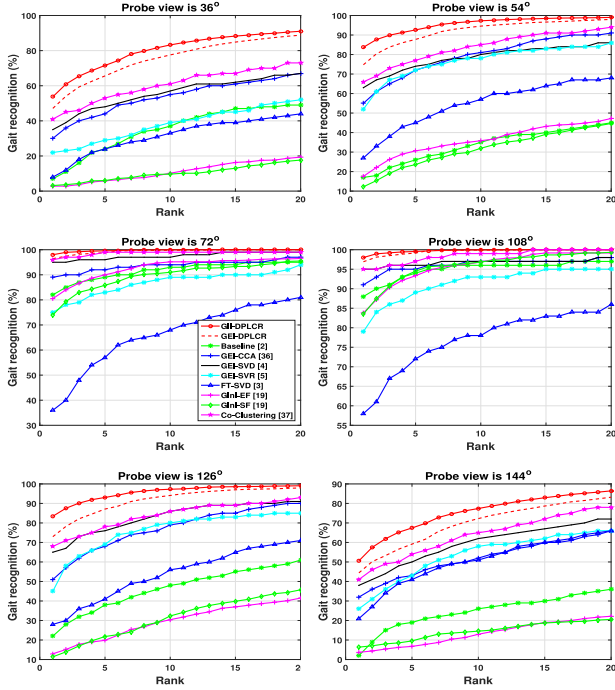 Probe view is 36°
Gait recognition (%)
100
80
60
40
20
0
0 5 10 15 20
Rank
Probe view is 54°
Gait recognition (%)
100
90
80
70
60
50
40
30
20
10
0 5 10 15 20
Rank
Probe view is 72°
Gait recognition (%)
100
90
80
70
60
50
40
30
0 5 10 15 20
Rank
GII-DPLCR
GEI-DPLCR
Baseline [2]
GEI-CCA [36]
GEI-SVD [4]
GEI-SVR [5]
FT-SVD [3]
GInI-EF [19]
GInI-SF [19]
Co-Clustering [37]
Probe view is 108°
Gait recognition (%)
100
95
90
85
80
75
70
65
60
55
0 5 10 15 20
Rank
Probe view is 126°
Gait recognition (%)
100
90
80
70
60
50
40
30
20
10
0 5 10 15 20
Rank
Probe view is 144°
Gait recognition (%)
90
80
70
60
50
40
30
20
10
0
0 5 10 15 20
Rank